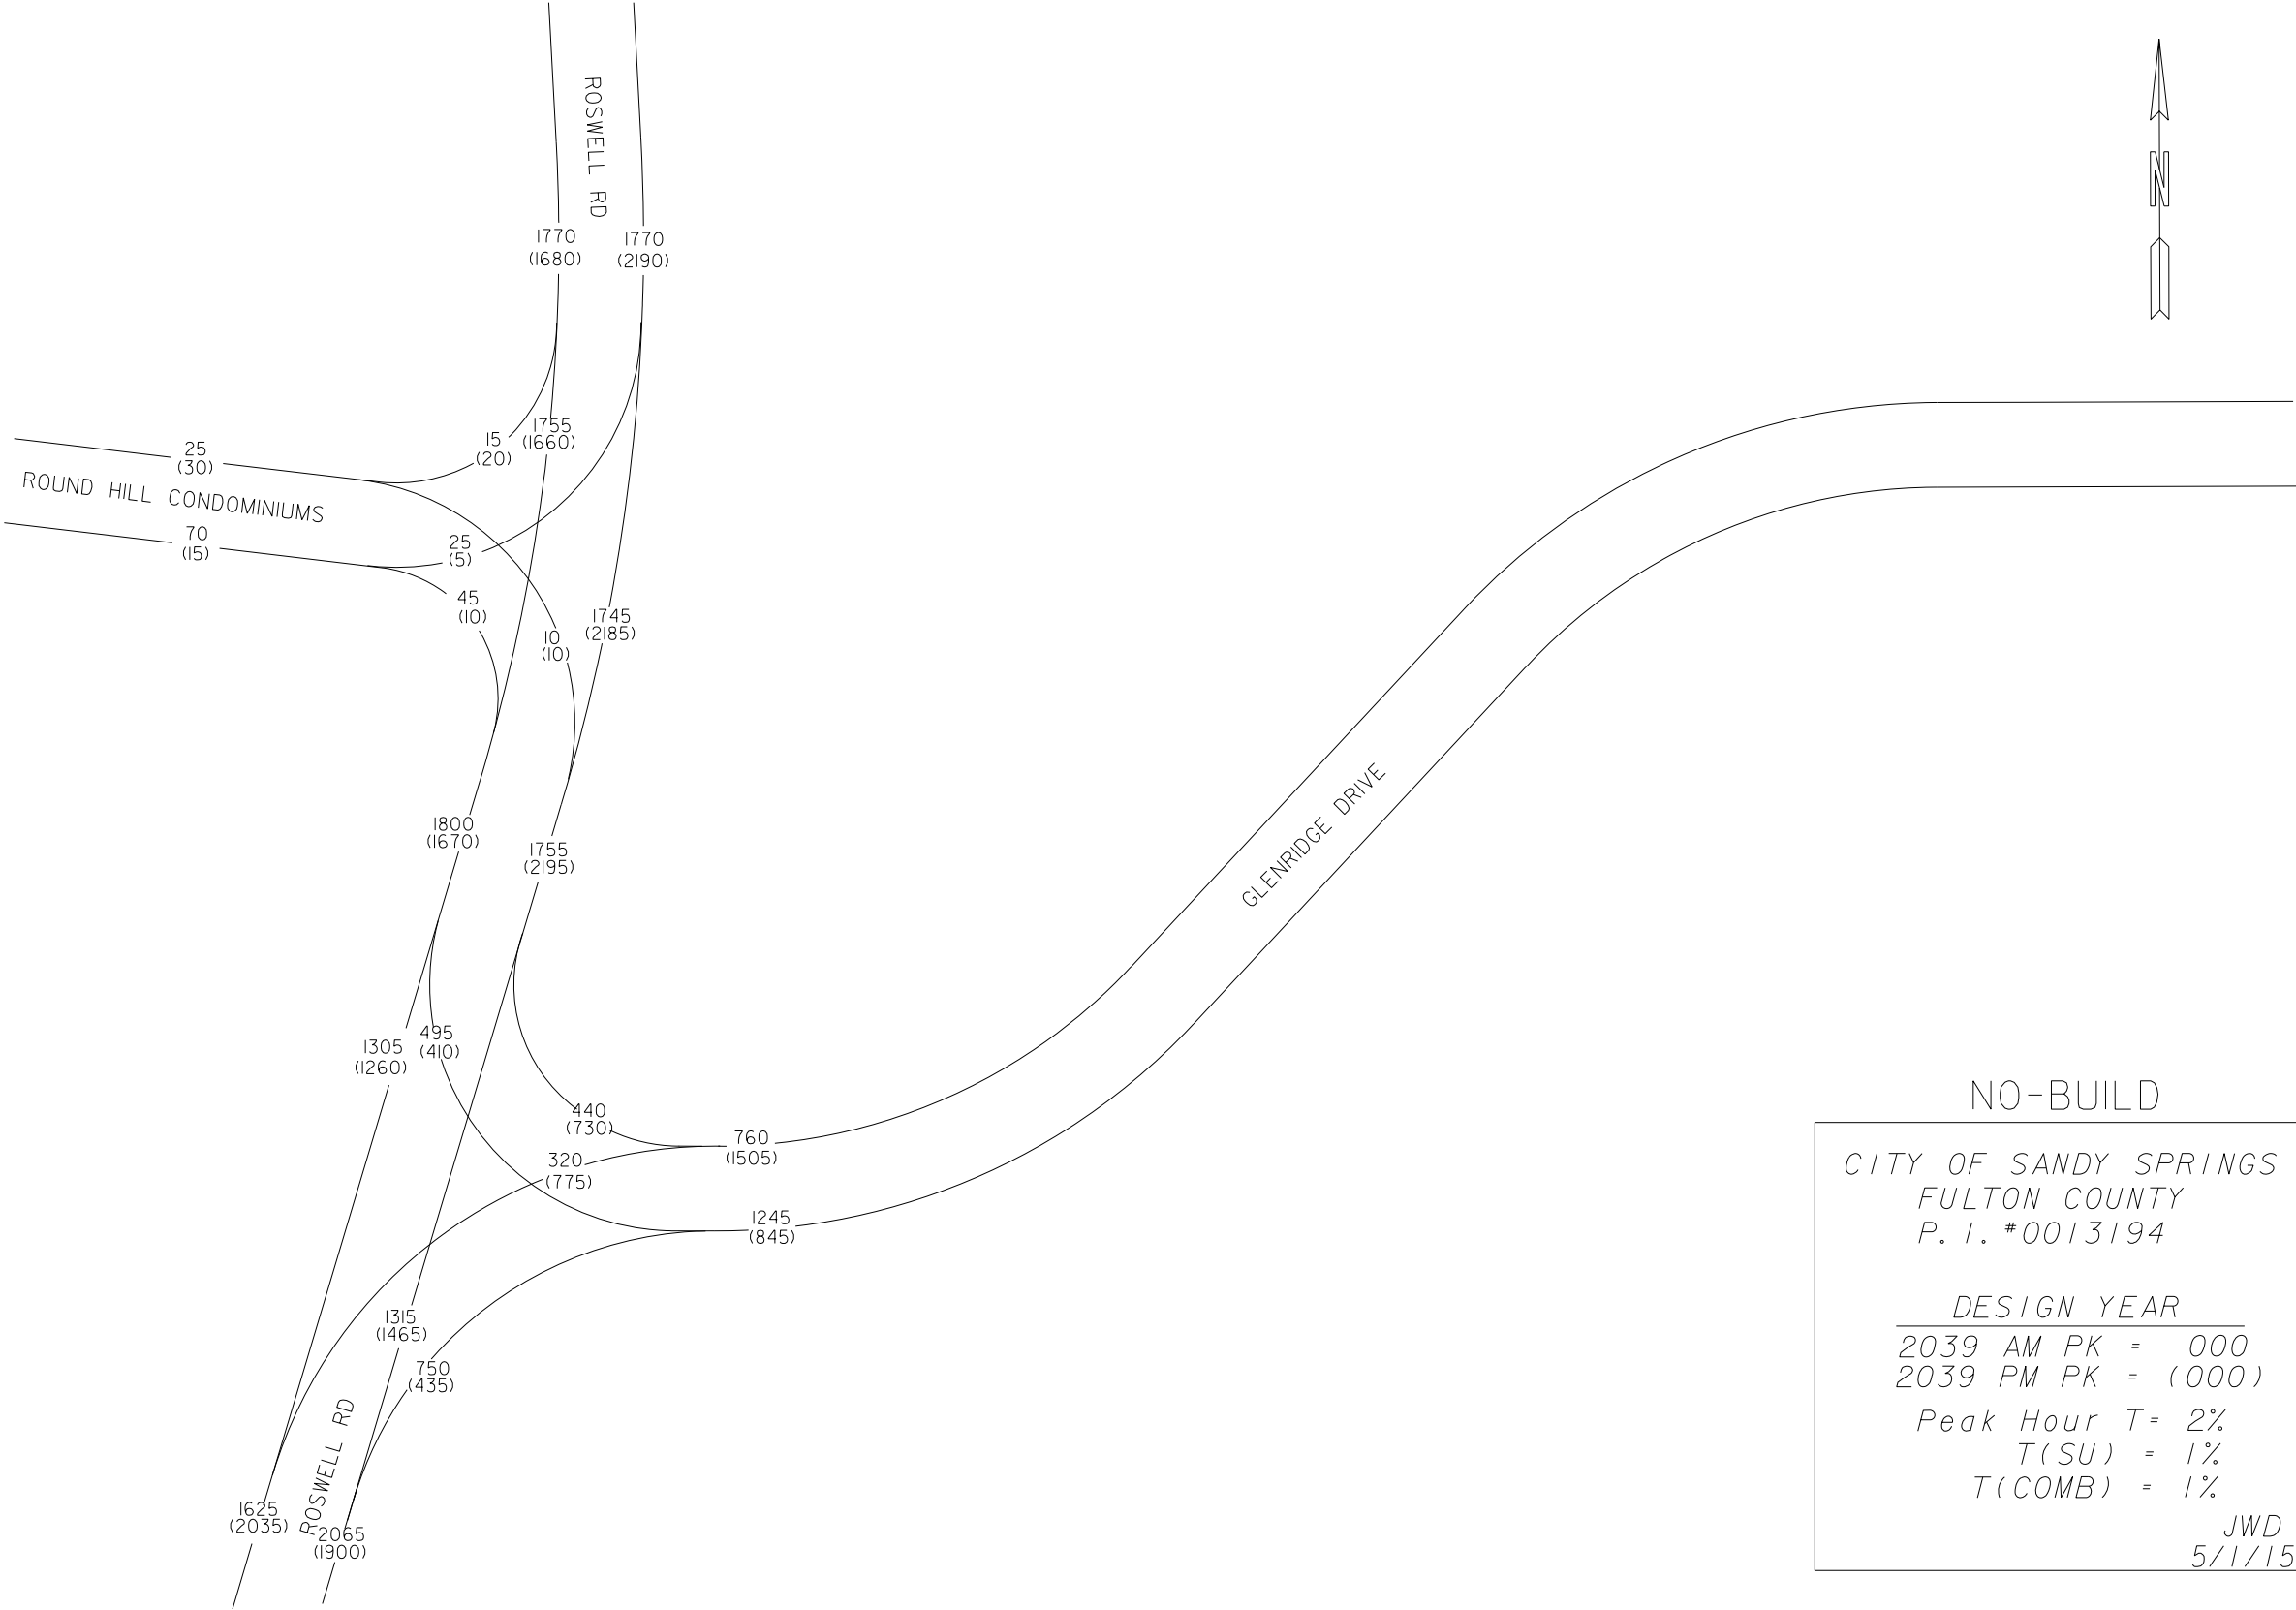 ROSWELL RD
N
1770
(1680)
1770
(2190)
15
(20)
1755
(1660)
25
(30)
ROUND HILL CONDOMINIUMS
70
(15)
25
(5)
45
(10)
10
(10)
1745
(2185)
1800
(1670)
1755
(2195)
GLENRIDGE DRIVE
1305
(1260)
495
(410)
440
(730)
760
(1505)
320
(775)
1245
(845)
1315
(1465)
750
(435)
ROSWELL RD
1625
(2035)
2065
(1900)
NO-BUILD
CITY OF SANDY SPRINGS
FULTON COUNTY
P. I. #0013194
DESIGN YEAR
2039 AM PK = 000
2039 PM PK = (000)
Peak Hour T= 2%
T(SU) = 1%
T(COMB) = 1%
JWD
5/1/15